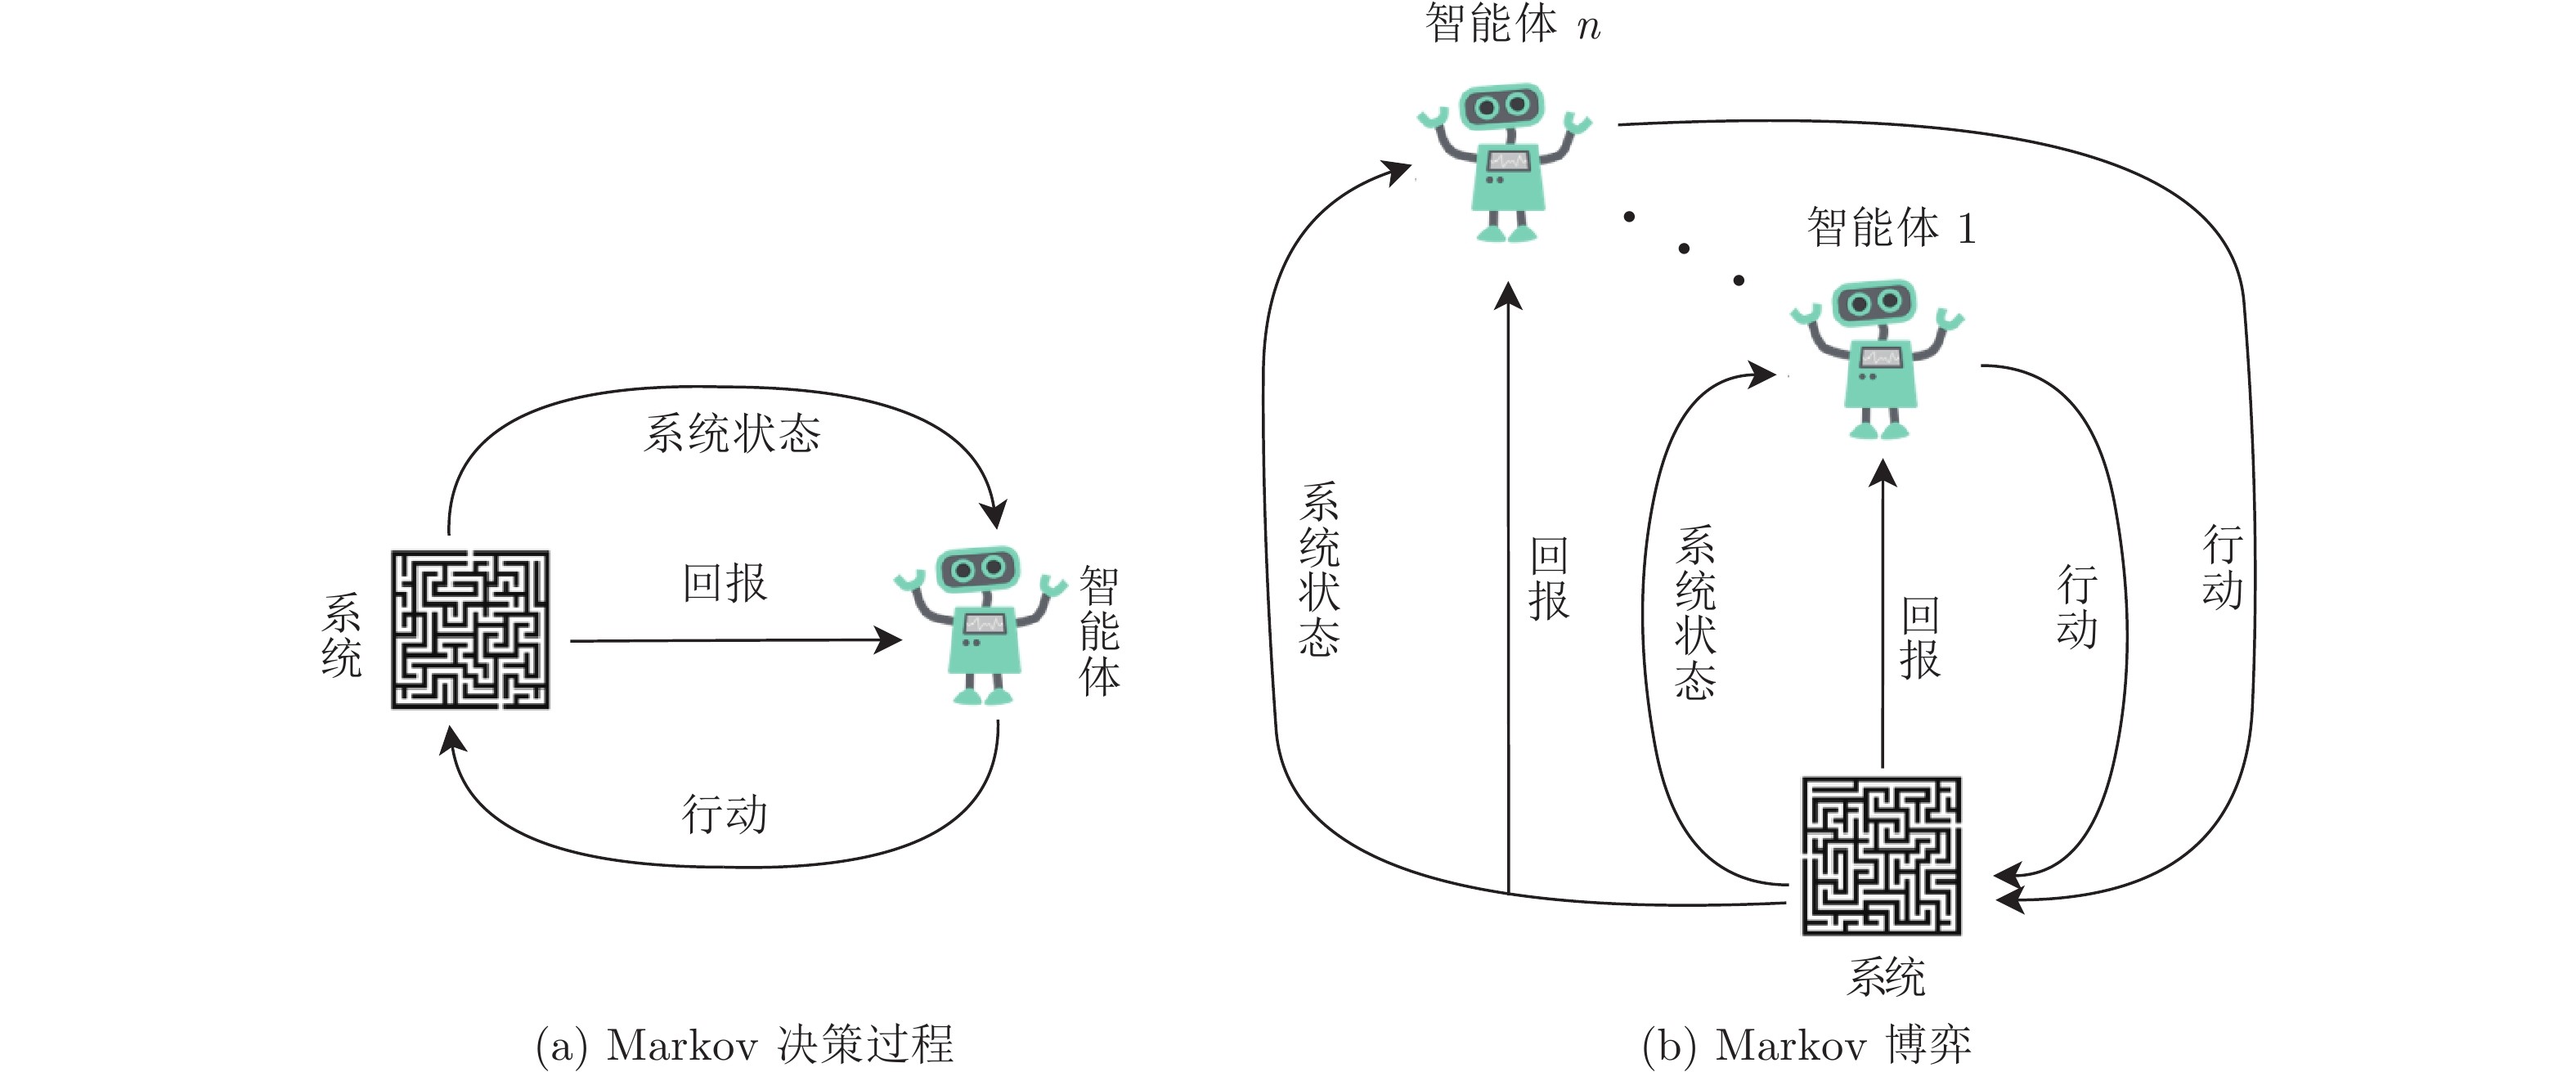 系统状态
系统
回报
智能体
行动
(a) Markov 决策过程
智能体 n
智能体 1
系统状态
回报
系统状态
回报
行动
行动
系统
(b) Markov 博弈